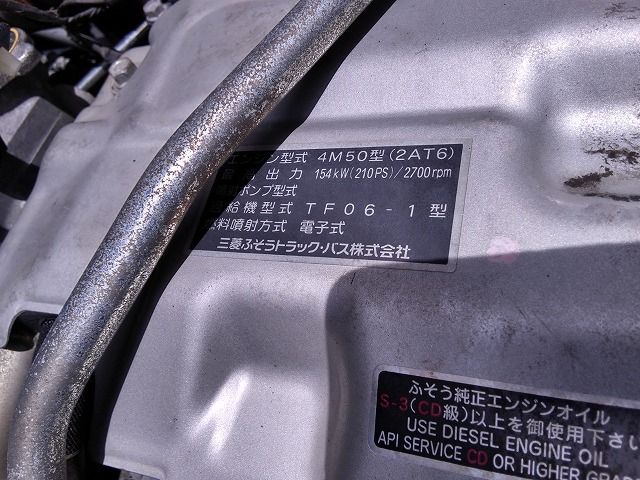 エンジン型式 4M50型(2AT6)
出力 154kW(210PS)/2700rpm
ポンプ型式
給機型式 TF06-1型
料噴射方式 電子式
三菱ふそうトラック・バス株式会社
ふそう純正エンジンオイル
S-3(CD級)以上を御使用下さい
USE DIESEL ENGINE OIL
API SERVICE CD OR HIGHER GRAD